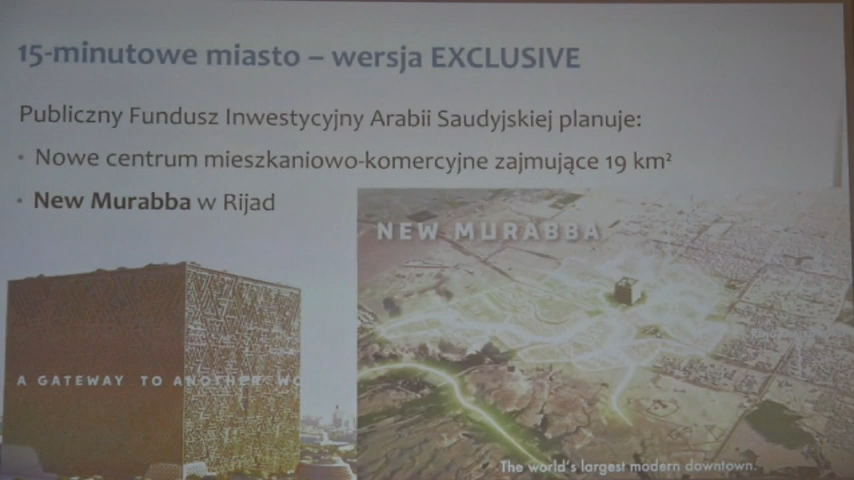 15-minutowe miasto – wersja EXCLUSIVE
Publiczny Fundusz Inwestycyjny Arabii Saudyjskiej planuje:
• Nowe centrum mieszkaniowo-komercyjne zajmujące 19 km²
• New Murabba w Rijad
NEW MURABBA
A GATEWAY TO ANOTHER WO
The world's largest modern downtown.